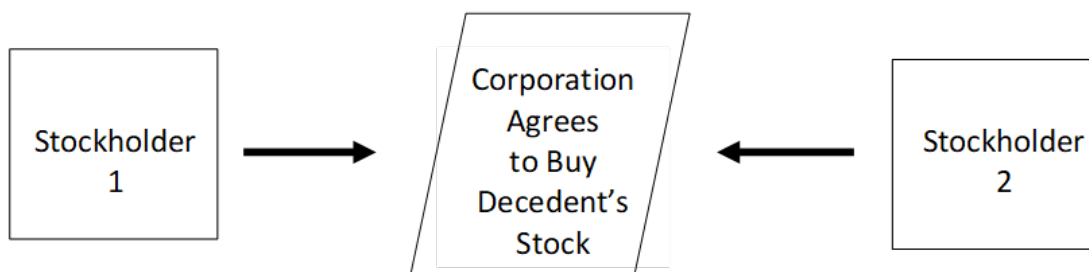 Stockholder
1
Corporation
Agrees
to Buy
Decedent’s
Stock
Stockholder
2